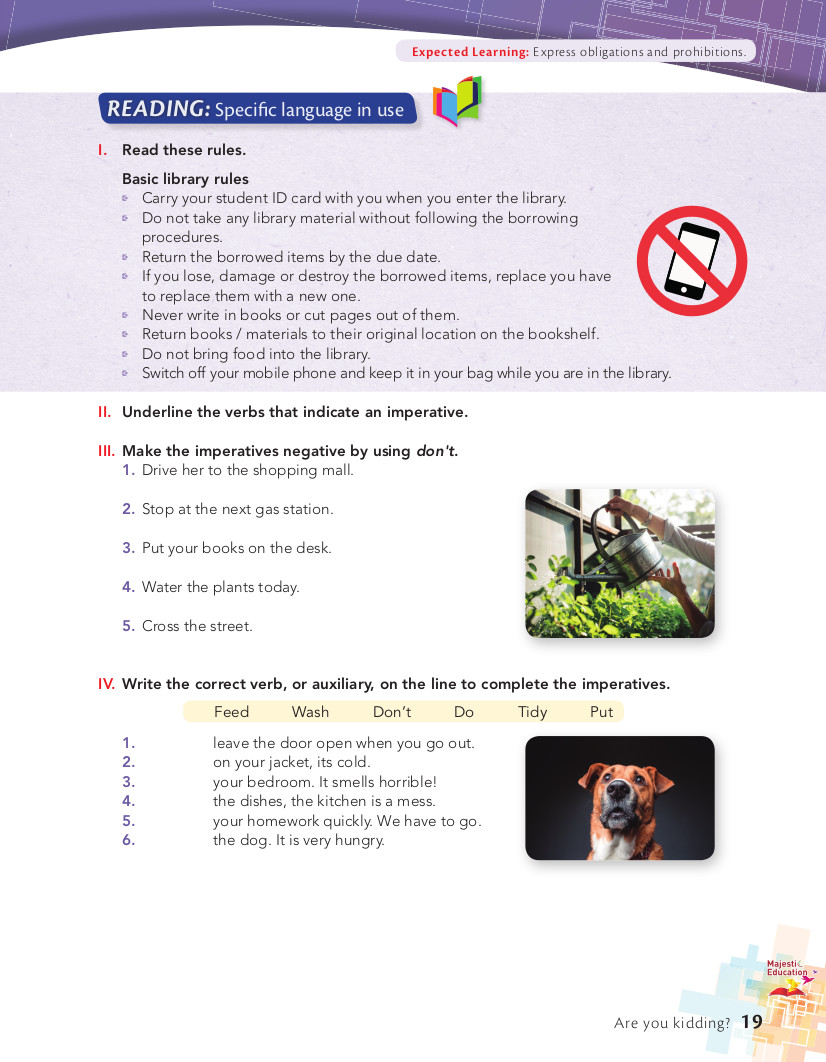 Expected Learning: Express obligations and prohibitions.
READING: Specific language in use
I. Read these rules.
Basic library rules
Carry your student ID card with you when you enter the library.
Do not take any library material without following the borrowing
procedures.
Return the borrowed items by the due date.
If you lose, damage or destroy the borrowed items, replace you have
to replace them with a new one.
Never write in books or cut pages out of them.
Return books / materials to their original location on the bookshelf.
Do not bring food into the library.
Switch off your mobile phone and keep it in your bag while you are in the library.
II. Underline the verbs that indicate an imperative.
III. Make the imperatives negative by using don't.
1. Drive her to the shopping mall.
2. Stop at the next gas station.
3. Put your books on the desk.
4. Water the plants today.
5. Cross the street.
IV. Write the correct verb, or auxiliary, on the line to complete the imperatives.
Feed Wash Don't Do Tidy Put
1. leave the door open when you go out.
2. on your jacket, its cold.
3. your bedroom. It smells horrible!
4. the dishes, the kitchen is a mess.
5. your homework quickly. We have to go.
6. the dog. It is very hungry.
Majestic
Education
Are you kidding? 19